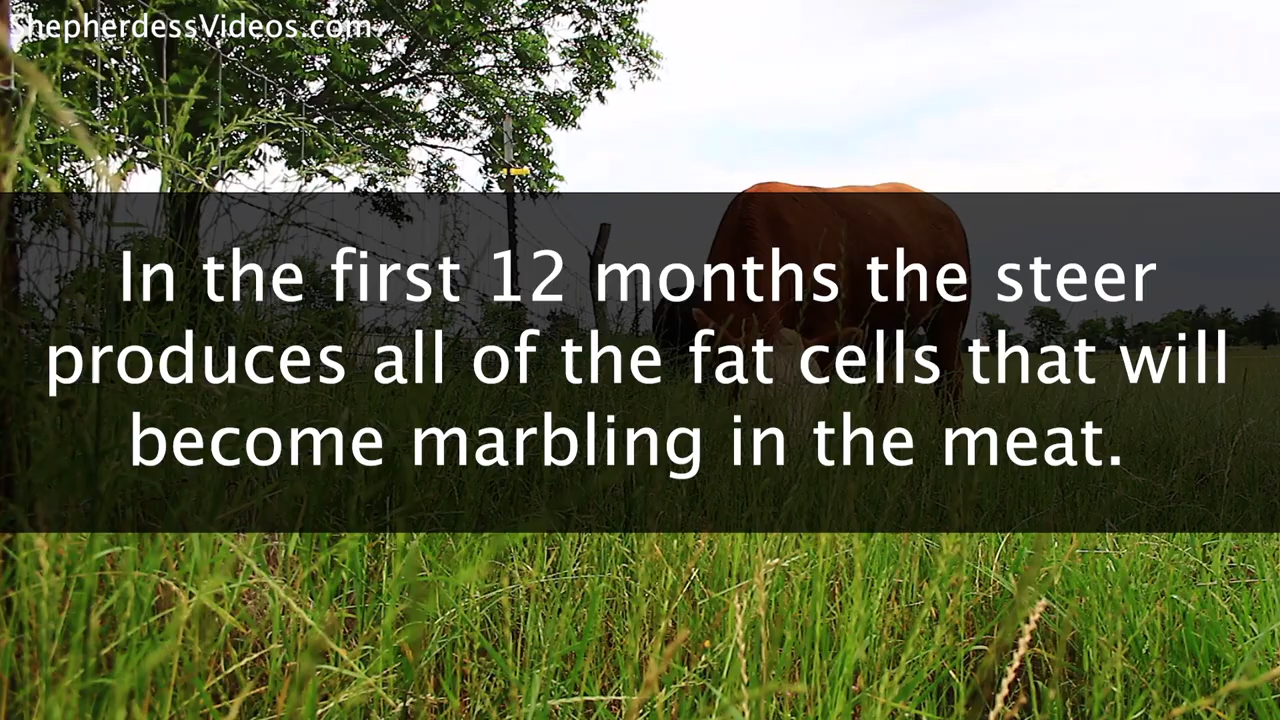 ShepherdessVideos.com
In the first 12 months the steer
produces all of the fat cells that will
become marbling in the meat.